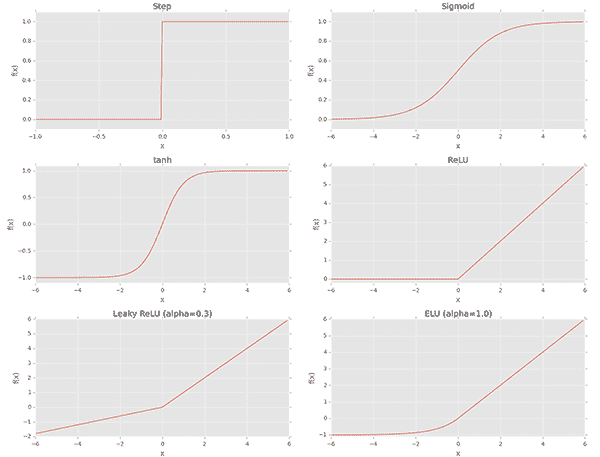 Step
Sigmoid
f(x)
1.0
0.8
0.6
0.4
0.2
0.0
−1.0 −0.5 0.0 0.5 1.0
x
f(x)
1.0
0.8
0.6
0.4
0.2
0.0
−6 −4 −2 0 2 4 6
x
tanh
ReLU
f(x)
1.0
0.5
0.0
−0.5
−1.0
−6 −4 −2 0 2 4 6
x
f(x)
6
5
4
3
2
1
0
−6 −4 −2 0 2 4 6
x
Leaky ReLU (alpha=0.3)
ELU (alpha=1.0)
f(x)
6
5
4
3
2
1
0
−1
−2
−6 −4 −2 0 2 4 6
x
f(x)
6
5
4
3
2
1
0
−1
−6 −4 −2 0 2 4 6
x